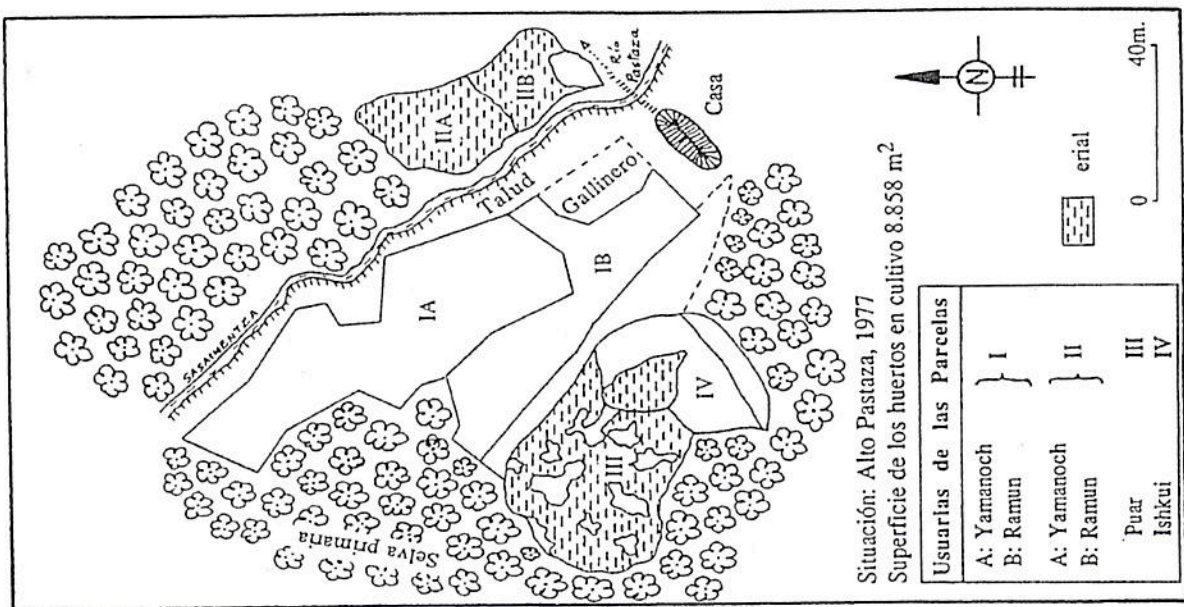 SASAIMENTZA
Selva primaria
IA
Talud
IIA
IIB
Río
Pastaza
Gallinero
Casa
IB
III
IV
Situación: Alto Pastaza, 1977
Superficie de los huertos en cultivo 8.858 m²
Usuarias de las Parcelas
A: Yamanoch
B: Ramun
} I
A: Yamanoch
B: Ramun
} II
Puar III
Ishkui IV
erial
N
0 40m.